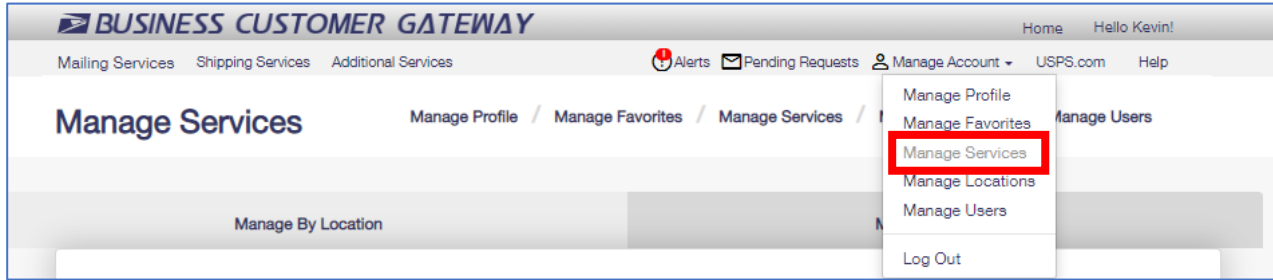 BUSINESS CUSTOMER GATEWAY
Home Hello Kevin!
Mailing Services Shipping Services Additional Services Alerts Pending Requests Manage Account USPS.com Help
Manage Services
Manage Profile / Manage Favorites / Manage Services / Manage Users
Manage Profile
Manage Favorites
Manage Services
Manage Locations
Manage Users
Log Out
Manage By Location